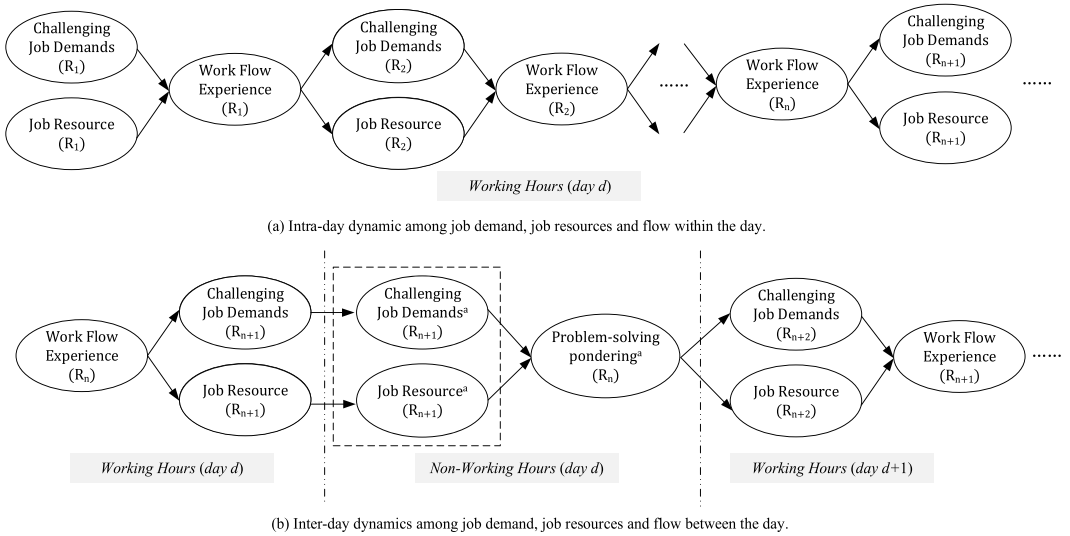 Challenging
Job Demands
(R₁)
Job Resource
(R₁)
Work Flow
Experience
(R₁)
Challenging
Job Demands
(R₂)
Job Resource
(R₂)
Work Flow
Experience
(R₂)
......
Work Flow
Experience
(Rₙ)
Challenging
Job Demands
(Rₙ₊₁)
Job Resource
(Rₙ₊₁)
......
Working Hours (day d)
(a) Intra-day dynamic among job demand, job resources and flow within the day.
Work Flow
Experience
(Rₙ)
Challenging
Job Demands
(Rₙ₊₁)
Job Resource
(Rₙ₊₁)
Challenging
Job Demandsᵃ
(Rₙ₊₁)
Job Resourceᵃ
(Rₙ₊₁)
Problem-solving
ponderingᵃ
(Rₙ)
Challenging
Job Demands
(Rₙ₊₂)
Job Resource
(Rₙ₊₂)
Work Flow
Experience
(Rₙ₊₁)
......
Working Hours (day d)
Non-Working Hours (day d)
Working Hours (day d+1)
(b) Inter-day dynamics among job demand, job resources and flow between the day.